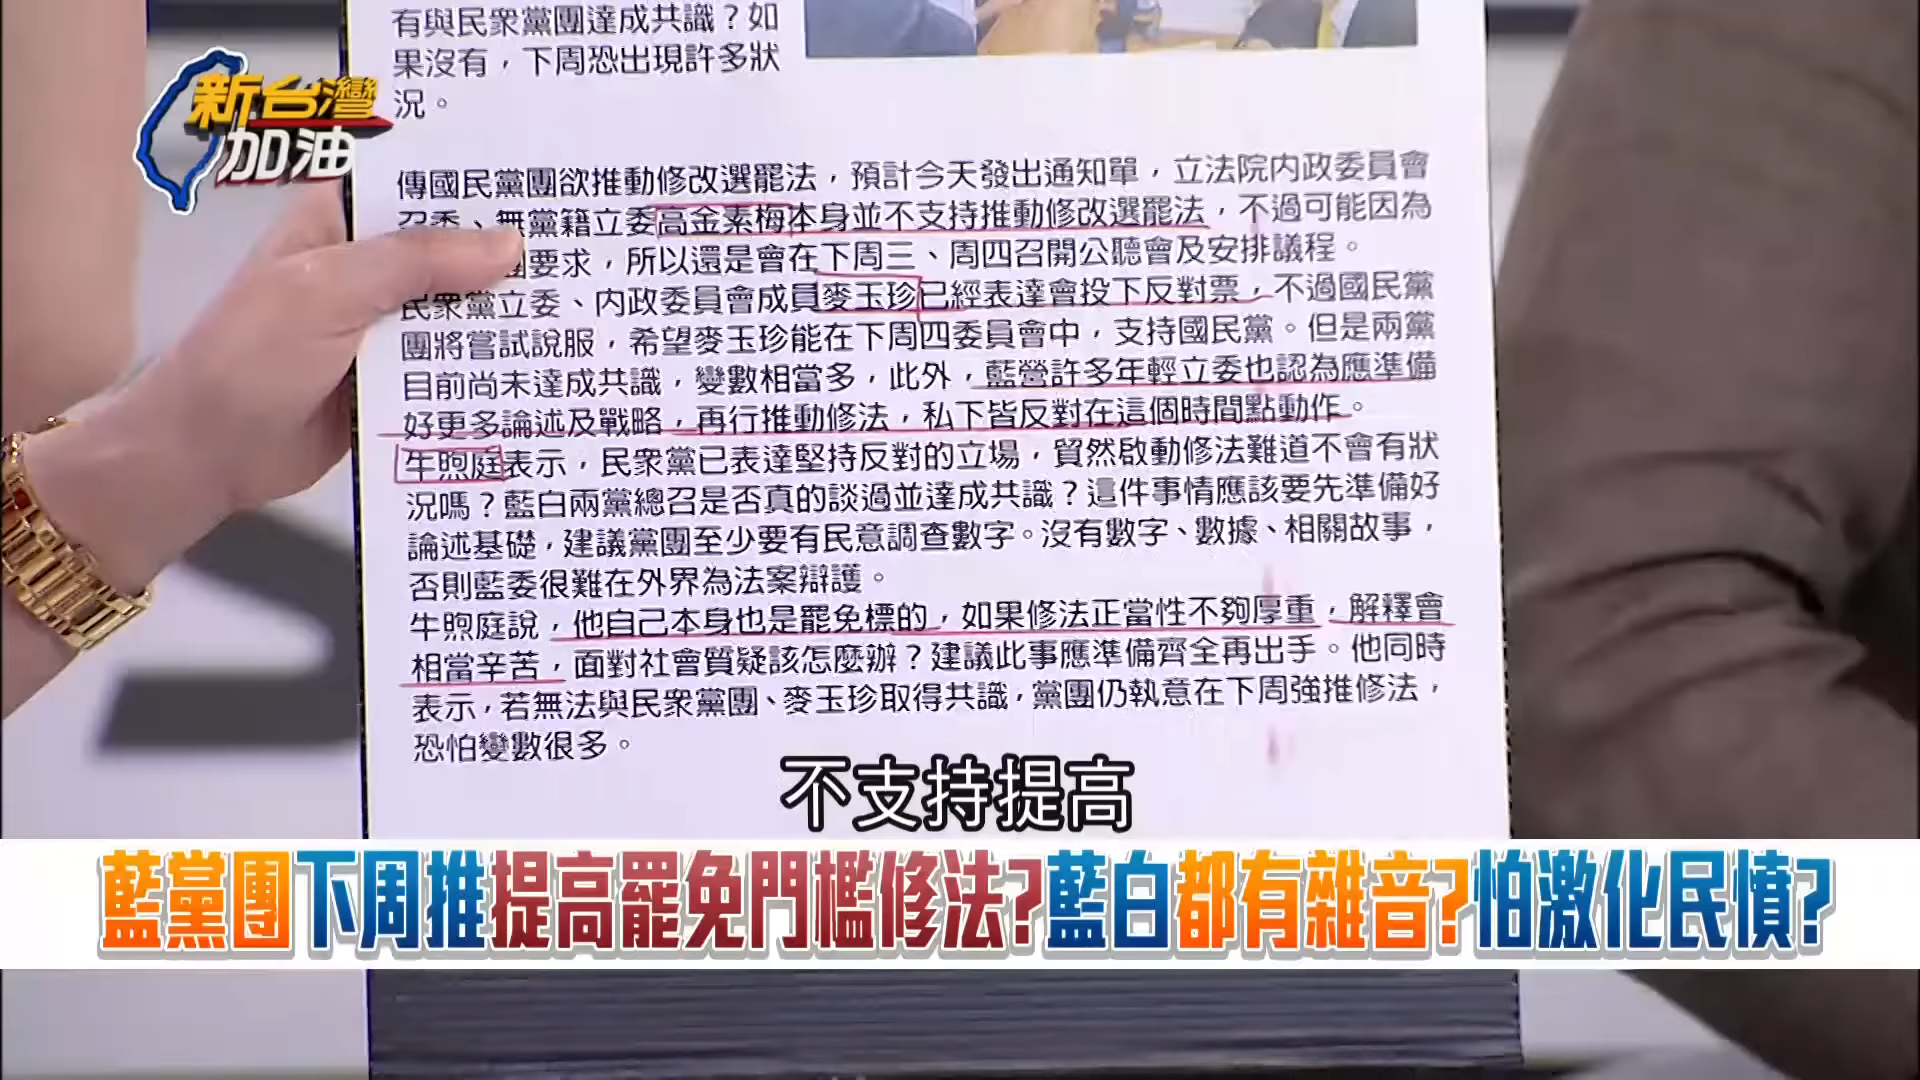 有與民眾黨團達成共識？如
果沒有，下周恐出現許多狀
況。
新台灣
加油
傳國民黨團欲推動修改選罷法，預計今天發出通知單，立法院內政委員會
召委、無黨籍立委高金素梅本身並不支持推動修改選罷法，不過可能因為
團要求，所以還是會在下周三、周四召開公聽會及安排議程。
民眾黨立委、內政委員會成員麥玉珍已經表達會投下反對票，不過國民黨
團將嘗試說服，希望麥玉珍能在下周四委員會中，支持國民黨。但是兩黨
目前尚未達成共識，變數相當多，此外，藍營許多年輕立委也認為應準備
好更多論述及戰略，再行推動修法，私下皆反對在這個時間點動作。
牛煦庭表示，民眾黨已表達堅持反對的立場，貿然啟動修法難道不會有狀
況嗎？藍白兩黨總召是否真的談過並達成共識？這件事情應該要先準備好
論述基礎，建議黨團至少要有民意調查數字。沒有數字、數據、相關故事，
否則藍委很難在外界為法案辯護。
牛煦庭說，他自己本身也是罷免標的，如果修法正當性不夠厚重，解釋會
相當辛苦，面對社會質疑該怎麼辦？建議此事應準備齊全再出手。他同時
表示，若無法與民眾黨團、麥玉珍取得共識，黨團仍執意在下周強推修法，
恐怕變數很多。
不支持提高
藍黨團下周推提高罷免門檻修法?藍白都有雜音?怕激化民憤?